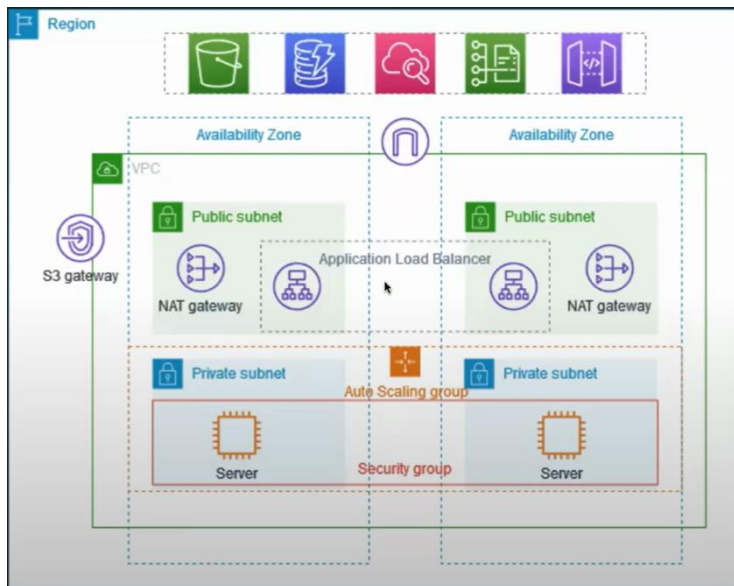 Region
Availability Zone
Availability Zone
VPC
Public subnet
Public subnet
S3 gateway
Application Load Balancer
NAT gateway
NAT gateway
Private subnet
Private subnet
Auto Scaling group
Server
Security group
Server